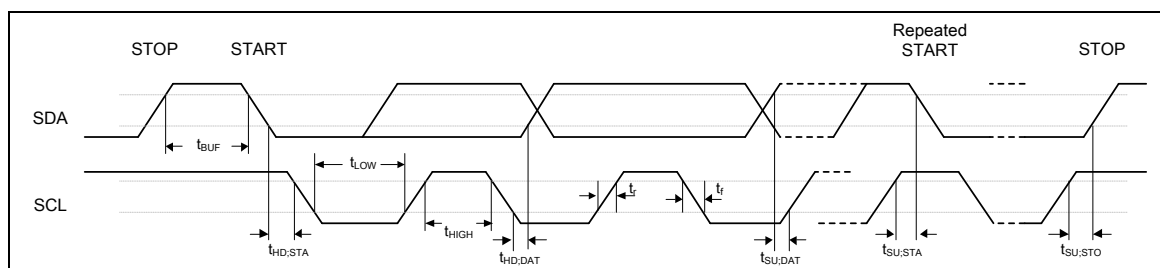 Repeated
STOP START START STOP
SDA
tBUF
tLOW
SCL
tr tf
tHD;STA tHIGH tHD;DAT tSU;DAT tSU;STA tSU;STO